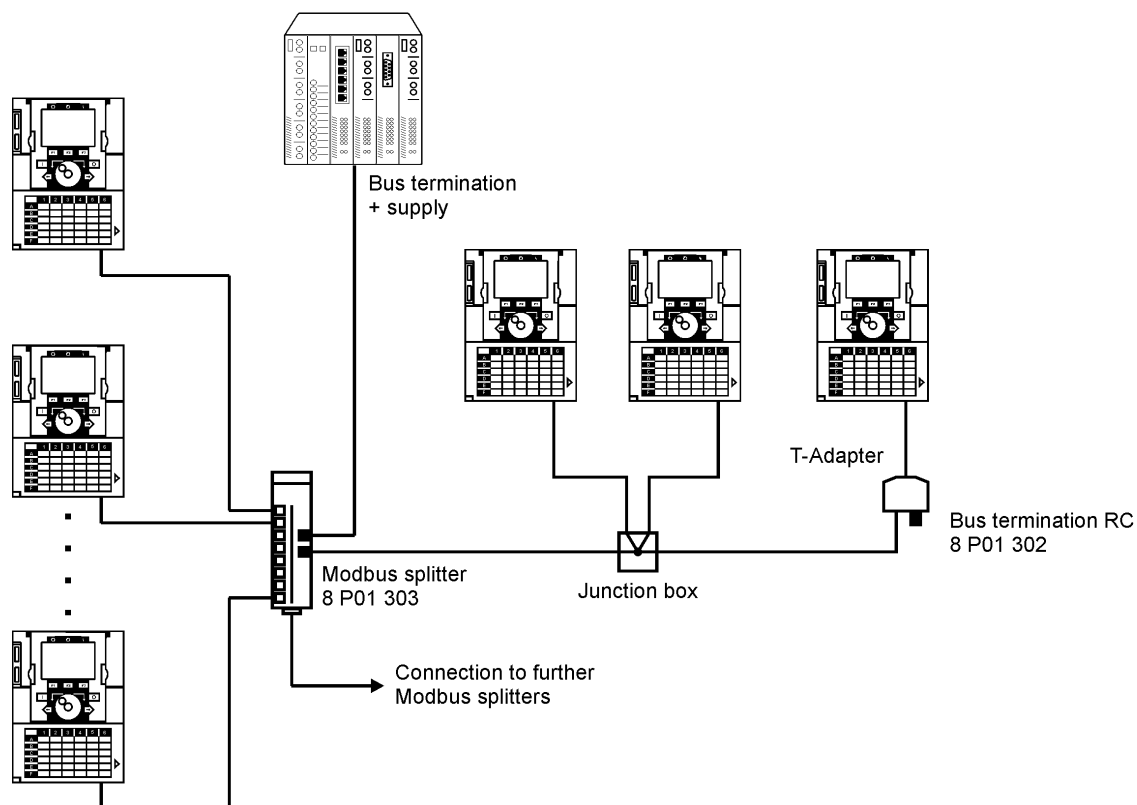 Bus termination
+ supply
T-Adapter
Bus termination RC
8 P01 302
Modbus splitter
8 P01 303
Junction box
Connection to further
Modbus splitters